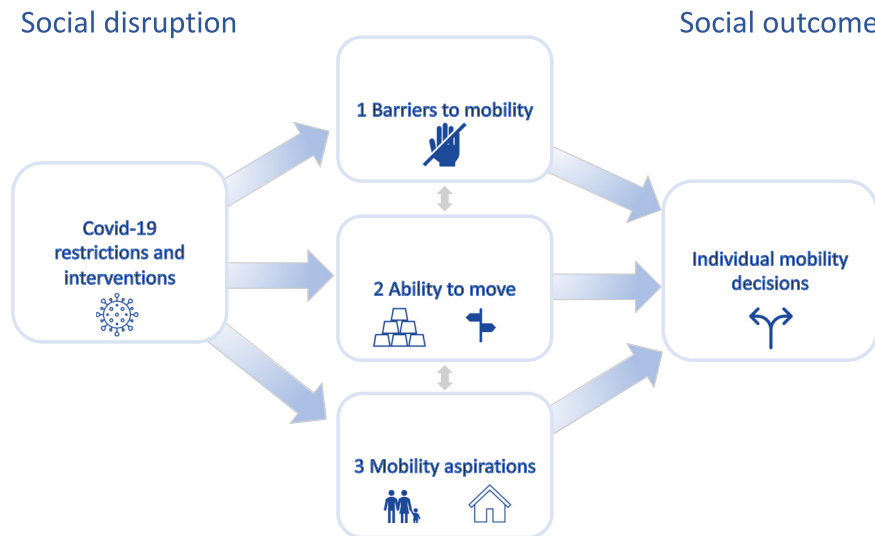 Social disruption
Social outcome
1 Barriers to mobility
Covid-19
restrictions and
interventions
2 Ability to move
Individual mobility
decisions
3 Mobility aspirations